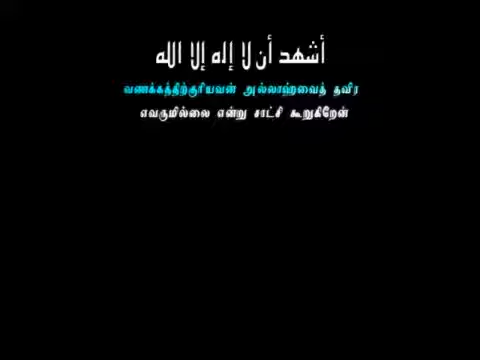 أشهد أن لا إله إلا الله
வணக்கத்திற்குரியவன் அல்லாஹ்வைத் தவிர
எவருமில்லை என்று சாட்சி கூறுகிறேன்